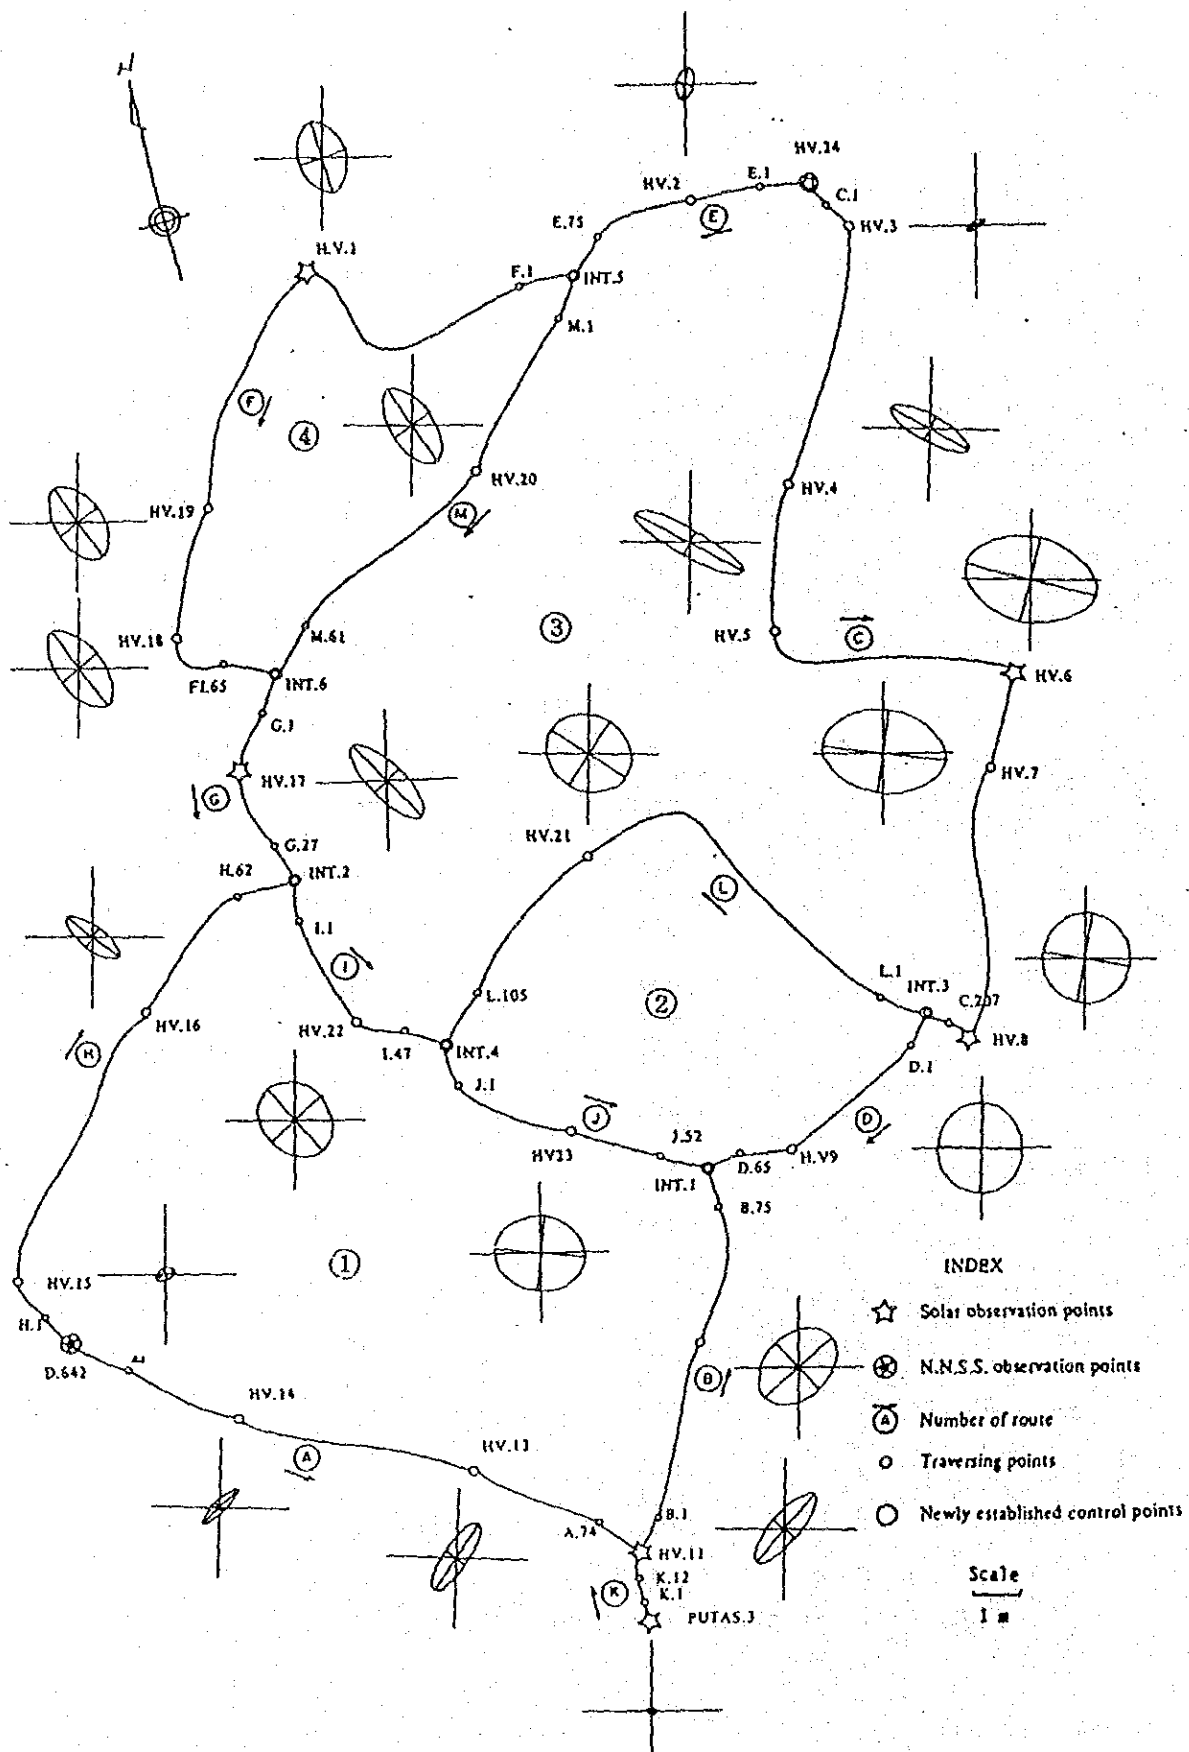 N
HV.24
HV.2
E.1
C.1
E.75
E
HV.3
H.V.1
F.1
INT.5
M.1
F
4
HV.20
HV.4
HV.19
M
3
HV.18
M.61
HV.5
C
F1.65
INT.6
HV.6
G.1
HV.17
HV.7
G
HV.21
G.27
H.62
INT.2
L
I.1
I
L.1
INT.3
C.207
L.105
2
HV.16
HV.22
I.47
INT.4
HV.8
D.1
H
J.1
J
D
HV23
J.52
D.65
H.V9
INT.1
B.75
1
HV.15
H.1
D.642
B
HV.14
A
HV.13
A.74
B.1
HV.11
K.12
K.1
K
PUTAS.3
INDEX
Solar observation points
N.N.S.S. observation points
A Number of route
Traversing points
Newly established control points
Scale
1 m